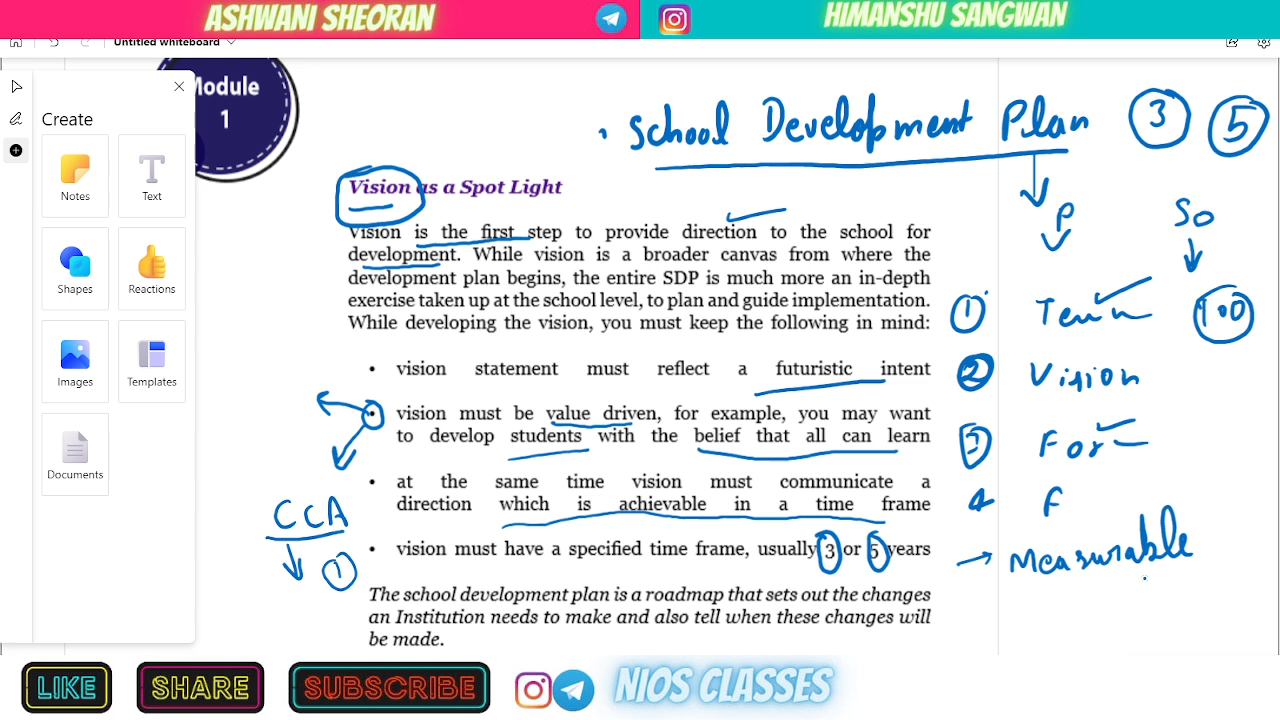 ASHWANI SHEORAN
HIMANSHU SANGWAN
Untitled whiteboard
Module
1
Create
Notes
Text
Shapes
Reactions
Images
Templates
Documents
School Development Plan 3 5
Vision as a Spot Light
Vision is the first step to provide direction to the school for
development. While vision is a broader canvas from where the
development plan begins, the entire SDP is much more an in-depth
exercise taken up at the school level, to plan and guide implementation.
While developing the vision, you must keep the following in mind:
• vision statement must reflect a futuristic intent
• vision must be value driven, for example, you may want
to develop students with the belief that all can learn
• at the same time vision must communicate a
direction which is achievable in a time frame
• vision must have a specified time frame, usually 3 or 5 years
The school development plan is a roadmap that sets out the changes
an Institution needs to make and also tell when these changes will
be made.
CCA
1
P
1
100
2 Vision
3
4 F
Measurable
LIKE
SHARE
SUBSCRIBE
NIOS CLASSES